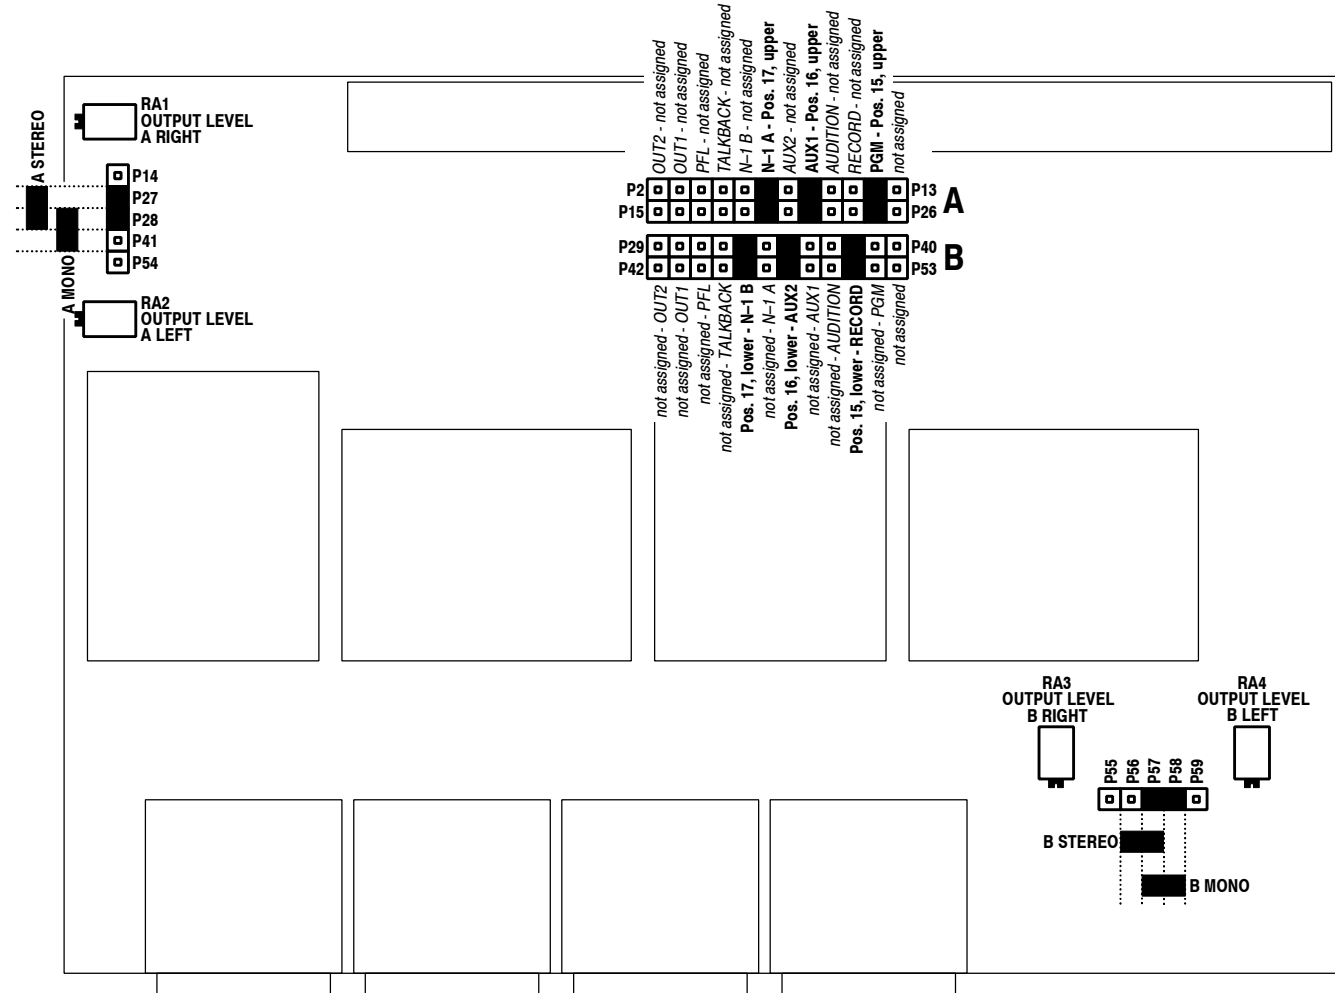 RA1
OUTPUT LEVEL
A RIGHT
A STEREO
P14
P27
P28
P41
P54
A MONO
RA2
OUTPUT LEVEL
A LEFT
OUT2 - not assigned
OUT1 - not assigned
PFL - not assigned
TALKBACK - not assigned
N–1 B - not assigned
N–1 A - Pos. 17, upper
AUX2 - not assigned
AUX1 - Pos. 16, upper
AUDITION - not assigned
RECORD - not assigned
PGM - Pos. 15, upper
not assigned
P2
P13
A
P15
P26
P29
P40
B
P42
P53
not assigned - OUT2
not assigned - OUT1
not assigned - PFL
not assigned - TALKBACK
Pos. 17, lower - N–1 B
not assigned - N–1 A
Pos. 16, lower - AUX2
not assigned - AUX1
not assigned - AUDITION
Pos. 15, lower - RECORD
not assigned - PGM
not assigned
RA3
OUTPUT LEVEL
B RIGHT
RA4
OUTPUT LEVEL
B LEFT
P55
P56
P57
P58
P59
B STEREO
B MONO